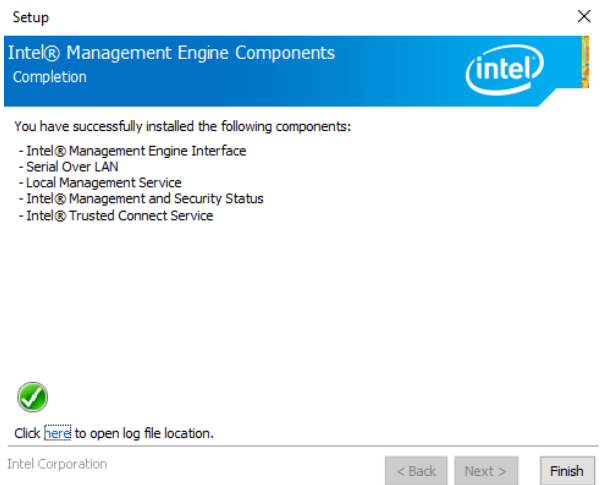 Setup
Intel® Management Engine Components
Completion
intel
You have successfully installed the following components:
- Intel® Management Engine Interface
- Serial Over LAN
- Local Management Service
- Intel® Management and Security Status
- Intel® Trusted Connect Service
Click here to open log file location.
Intel Corporation
< Back Next > Finish